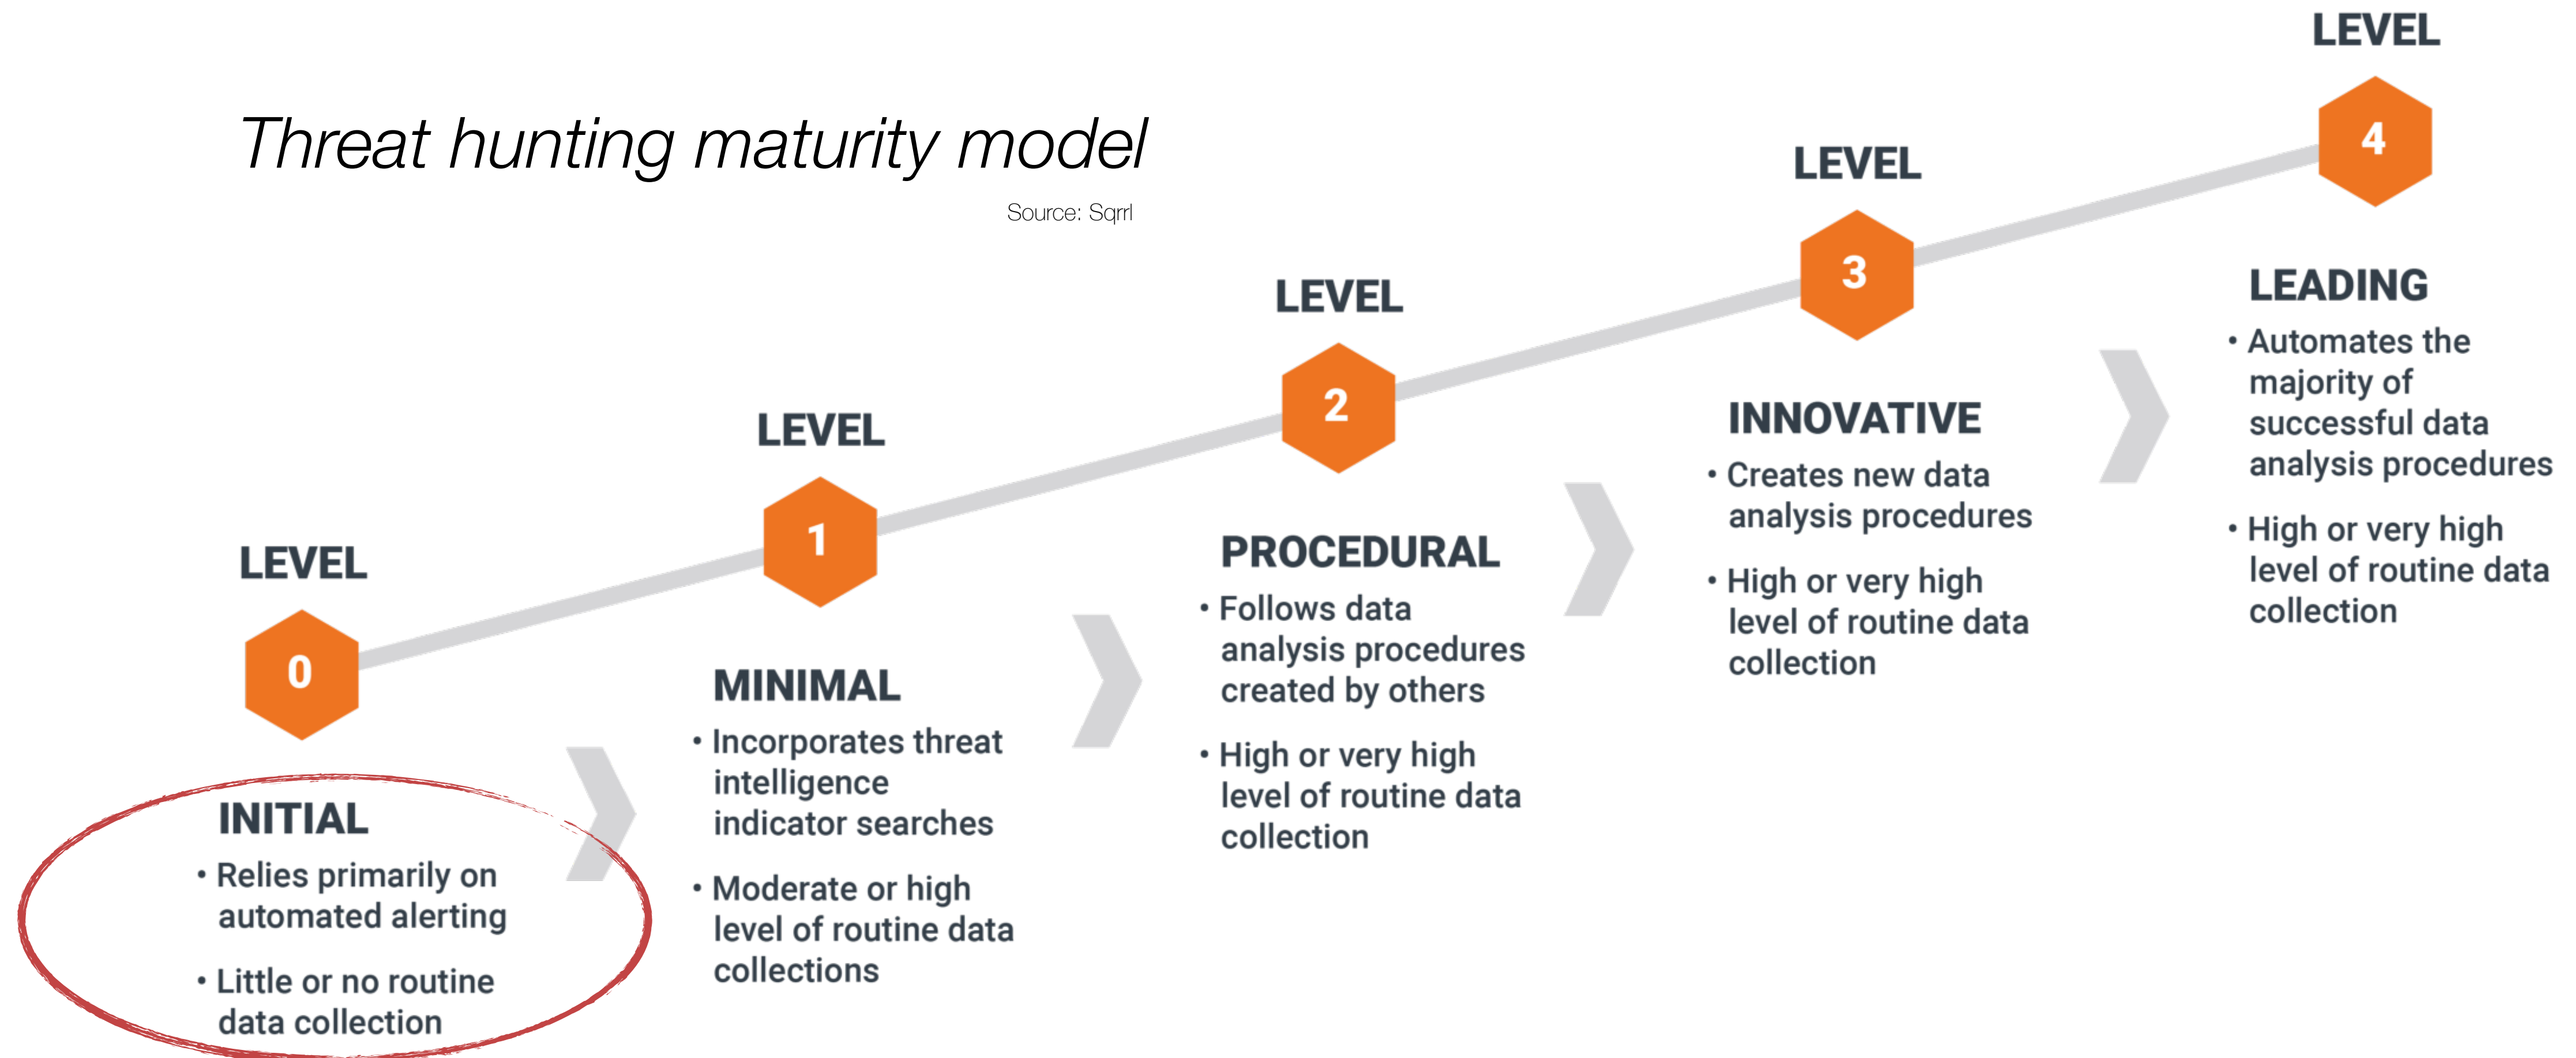 Threat hunting maturity model
Source: Sqrrl
LEVEL
0
INITIAL
• Relies primarily on
automated alerting
• Little or no routine
data collection
LEVEL
1
MINIMAL
• Incorporates threat
intelligence
indicator searches
• Moderate or high
level of routine data
collections
LEVEL
2
PROCEDURAL
• Follows data
analysis procedures
created by others
• High or very high
level of routine data
collection
LEVEL
3
INNOVATIVE
• Creates new data
analysis procedures
• High or very high
level of routine data
collection
LEVEL
4
LEADING
• Automates the
majority of
successful data
analysis procedures
• High or very high
level of routine data
collection